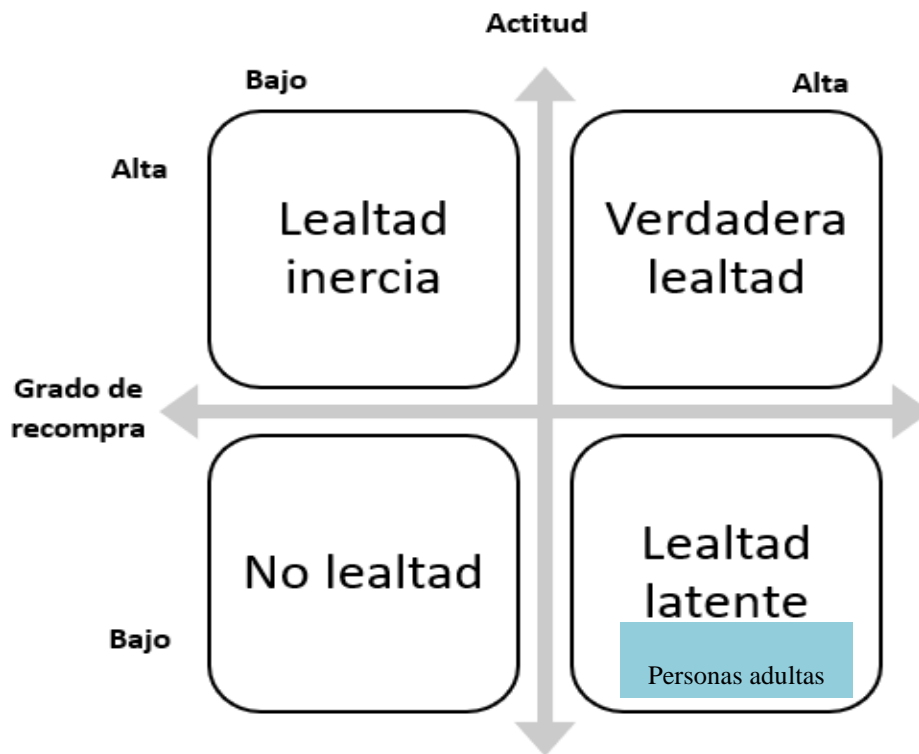 Actitud
Bajo
Alta
Alta
Lealtad
inercia
Verdadera
lealtad
Grado de
recompra
No lealtad
Lealtad
latente
Bajo
Personas adultas